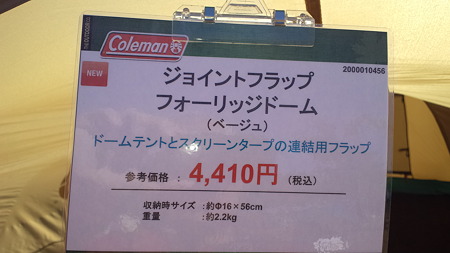 Coleman
NEW
2000010456
ジョイントフラップ
フォーリッジドーム
（ベージュ）
ドームテントとスクリーンタープの連結用フラップ
参考価格 ： 4,410円 （税込）
収納時サイズ ：約Φ16×56cm
重量 ：約2.2kg